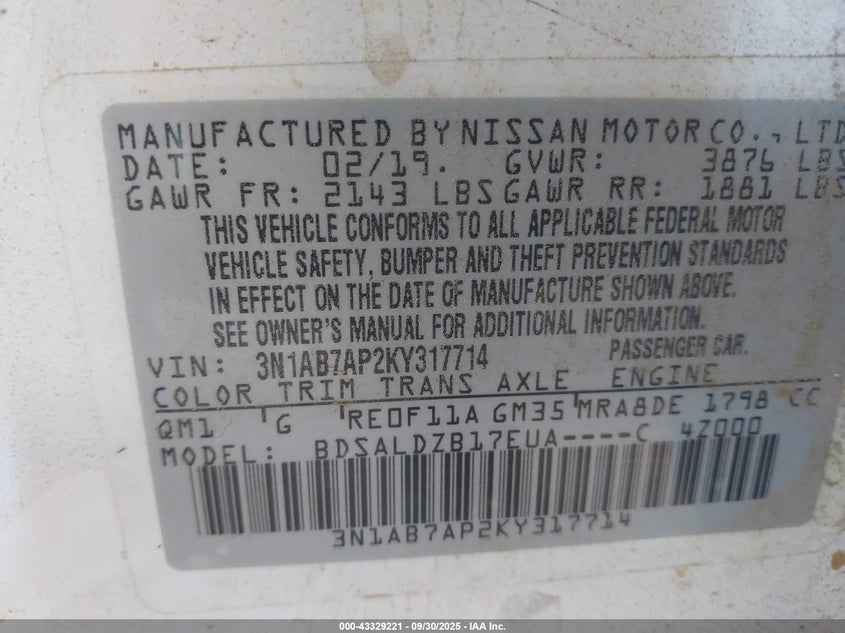 MANUFACTURED BY NISSAN MOTOR CO., LTD
DATE: 02/19. GVWR: 3876 LBS
GAWR FR: 2143 LBS GAWR RR: 1881 LBS
THIS VEHICLE CONFORMS TO ALL APPLICABLE FEDERAL MOTOR
VEHICLE SAFETY, BUMPER AND THEFT PREVENTION STANDARDS
IN EFFECT ON THE DATE OF MANUFACTURE SHOWN ABOVE.
SEE OWNER'S MANUAL FOR ADDITIONAL INFORMATION.
VIN: 3N1AB7AP2KY317714 PASSENGER CAR.
COLOR TRIM TRANS AXLE ENGINE
QM1 G RE0F11A GM35 MRA8DE 1798 CC
MODEL: BDSALDZB17EUA----C 4Z000
3N1AB7AP2KY317714
000-43329221 - 09/30/2025 - IAA Inc.